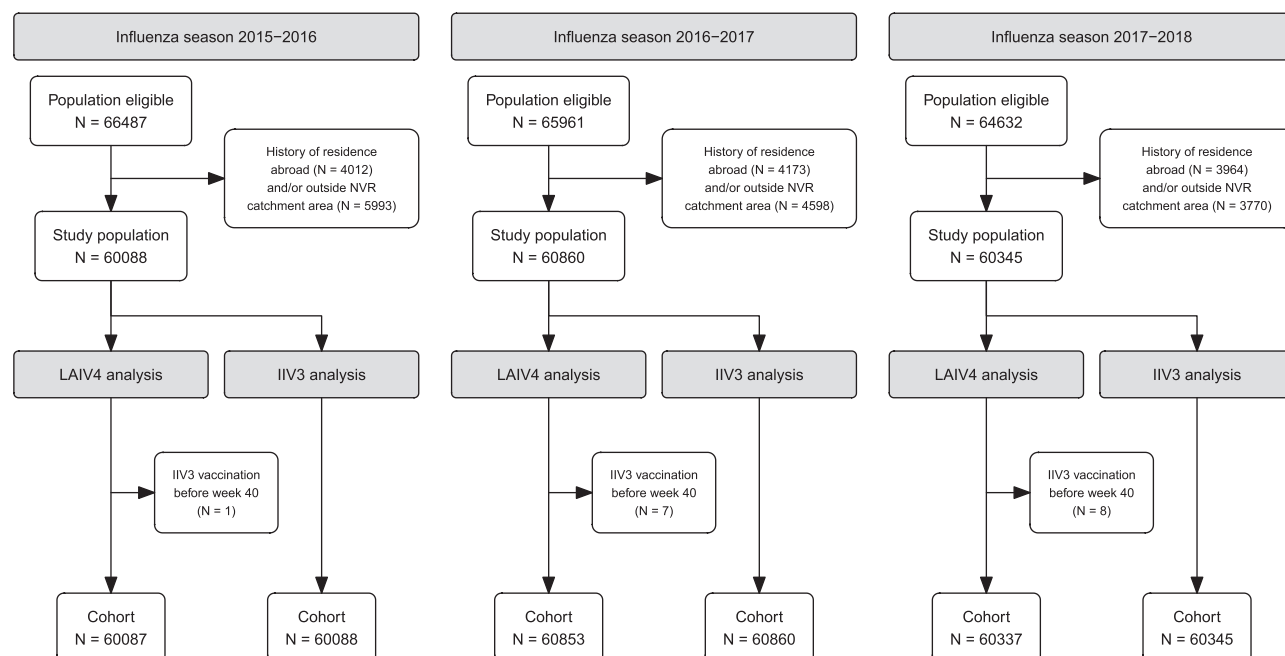 Influenza season 2015−2016
Population eligible
N = 66487
History of residence
abroad (N = 4012)
and/or outside NVR
catchment area (N = 5993)
Study population
N = 60088
LAIV4 analysis
IIV3 analysis
IIV3 vaccination
before week 40
(N = 1)
Cohort
N = 60087
Cohort
N = 60088
Influenza season 2016−2017
Population eligible
N = 65961
History of residence
abroad (N = 4173)
and/or outside NVR
catchment area (N = 4598)
Study population
N = 60860
LAIV4 analysis
IIV3 analysis
IIV3 vaccination
before week 40
(N = 7)
Cohort
N = 60853
Cohort
N = 60860
Influenza season 2017−2018
Population eligible
N = 64632
History of residence
abroad (N = 3964)
and/or outside NVR
catchment area (N = 3770)
Study population
N = 60345
LAIV4 analysis
IIV3 analysis
IIV3 vaccination
before week 40
(N = 8)
Cohort
N = 60337
Cohort
N = 60345